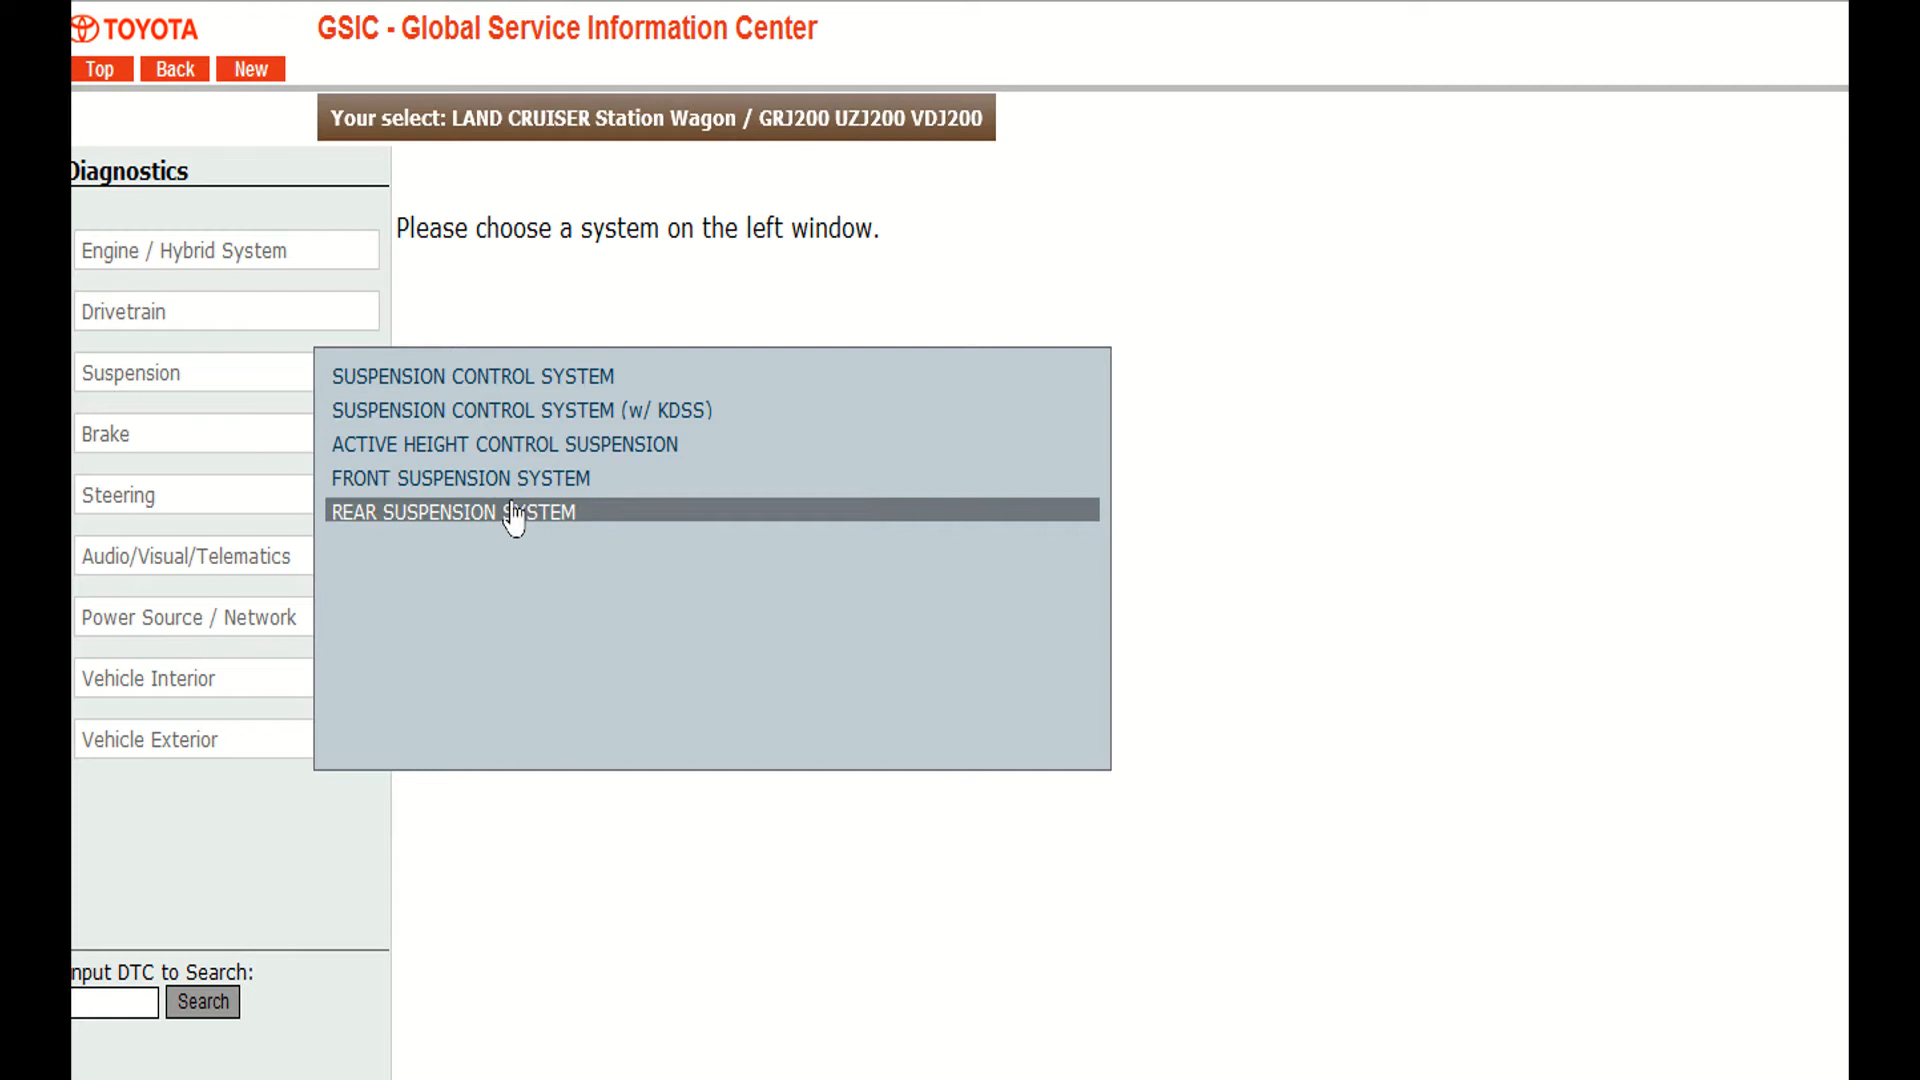 TOYOTA
GSIC - Global Service Information Center
Top Back New
Your select: LAND CRUISER Station Wagon / GRJ200 UZJ200 VDJ200
Diagnostics
Please choose a system on the left window.
Engine / Hybrid System
Drivetrain
Suspension
SUSPENSION CONTROL SYSTEM
SUSPENSION CONTROL SYSTEM (w/ KDSS)
ACTIVE HEIGHT CONTROL SUSPENSION
FRONT SUSPENSION SYSTEM
REAR SUSPENSION SYSTEM
Brake
Steering
Audio/Visual/Telematics
Power Source / Network
Vehicle Interior
Vehicle Exterior
nput DTC to Search:
Search